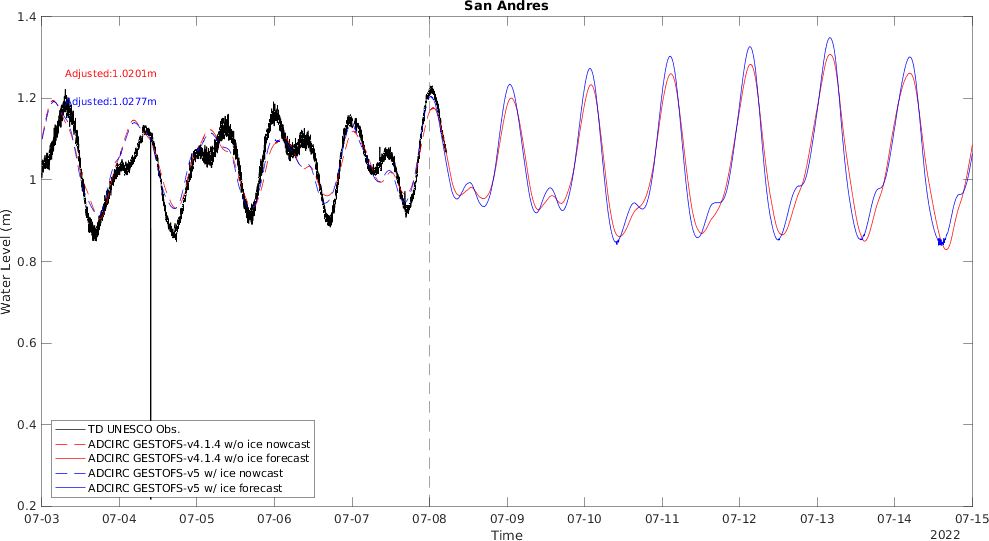 San Andres
1.4
1.2
1
0.8
0.6
0.4
0.2
Water Level (m)
Adjusted:1.0201m
Adjusted:1.0277m
TD UNESCO Obs.
ADCIRC GESTOFS-v4.1.4 w/o ice nowcast
ADCIRC GESTOFS-v4.1.4 w/o ice forecast
ADCIRC GESTOFS-v5 w/ ice nowcast
ADCIRC GESTOFS-v5 w/ ice forecast
07-03 07-04 07-05 07-06 07-07 07-08 07-09 07-10 07-11 07-12 07-13 07-14 07-15
Time
2022